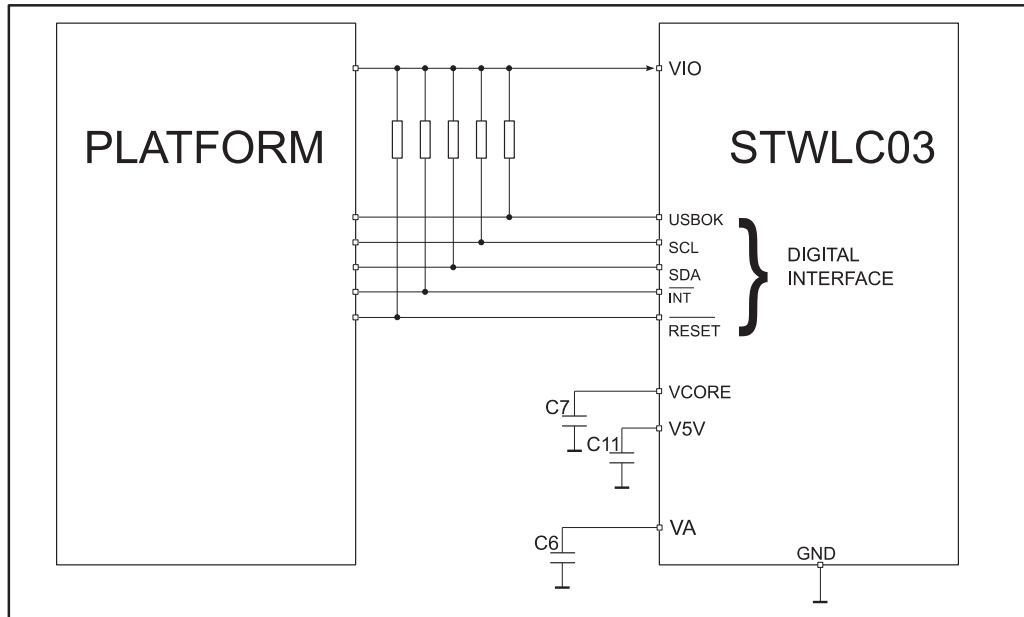 VIO
PLATFORM
STWLC03
USBOK
SCL
SDA
INT
RESET
DIGITAL
INTERFACE
VCORE
C7
V5V
C11
VA
C6
GND